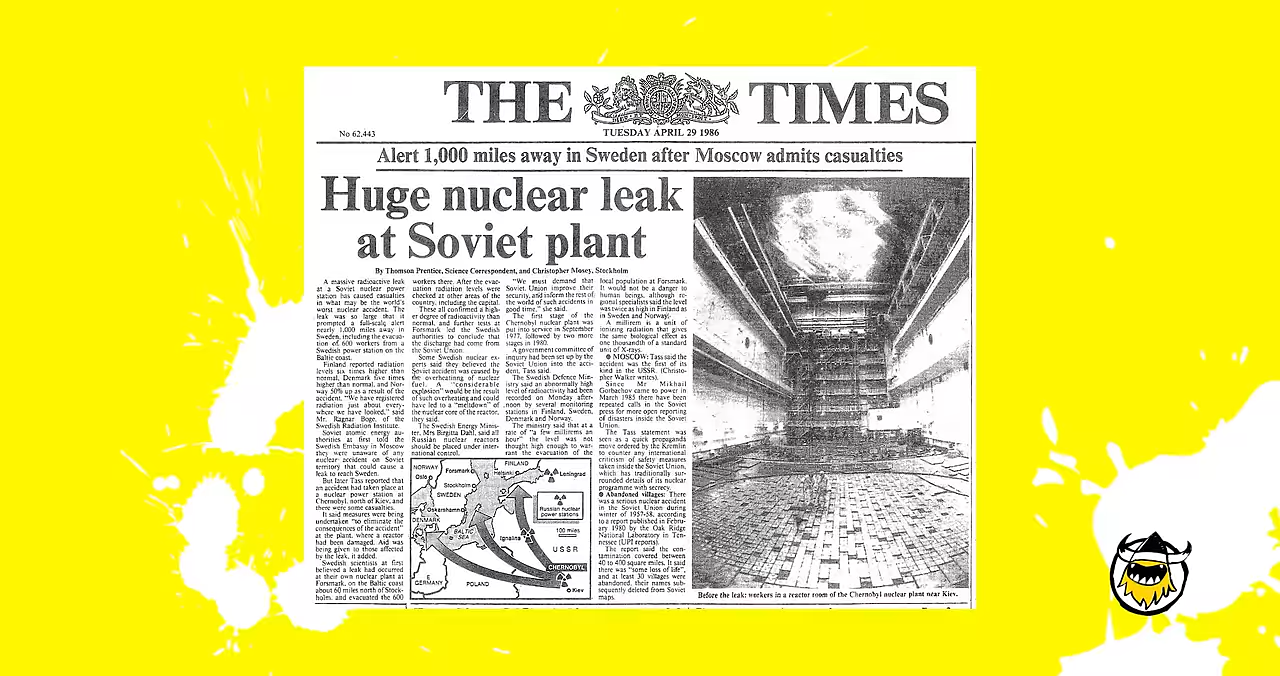 THE TIMES
No 62,443
TUESDAY APRIL 29 1986
Alert 1,000 miles away in Sweden after Moscow admits casualties
Huge nuclear leak
at Soviet plant
By Thomson Prentice, Science Correspondent, and Christopher Mosey, Stockholm
A massive radioactive leak
at a Soviet nuclear power
station has caused casualties
in what may be the world's
worst nuclear accident. The
leak was so large that it
prompted a full-scale alert
nearly 1,000 miles away in
Sweden, including the evacua-
tion of 600 workers from a
Swedish power station on the
Baltic coast.
Finland reported radiation
levels six times higher than
normal, Denmark five times
higher than normal, and Nor-
way 50% up as a result of the
accident. "We have registered
radiation just about every-
where we have looked," said
Mr. Ragnar Boge, of the
Swedish Radiation Institute.
Soviet atomic energy au-
thorities at first told the
Swedish Embassy in Moscow
they were unaware of any
nuclear accident on Soviet
territory that could cause a
leak to reach Sweden.
But later Tass reported that
an accident had taken place at
a nuclear power station at
Chernobyl, north of Kiev, and
there were some casualties.
It said measures were being
undertaken "to eliminate the
consequences of the accident"
at the plant, where a reactor
had been damaged. Aid was
being given to those affected
by the leak, it added.
Swedish scientists at first
believed a leak had occurred
at their own nuclear plant at
Forsmark, on the Baltic coast
about 60 miles north of Stock-
holm, and evacuated the 600
workers there. After the evac-
uation radiation levels were
checked at other areas of the
country, including the capital.
These all confirmed a high-
er degree of radioactivity than
normal, and further tests at
Forsmark led the Swedish
authorities to conclude that
the discharge had come from
the Soviet Union.
Some Swedish nuclear ex-
perts said they believed the
Soviet accident was caused by
the overheating of nuclear
fuel. A "considerable
explosion" would be the result
of such overheating and could
have led to a "meltdown" of
the nuclear core of the reactor,
they said.
The Swedish Energy Minis-
ter, Mrs Birgitta Dahl, said all
Russian nuclear reactors
should be placed under inter-
national control.
"We must demand that
Soviet Union improve their
security, and inform the rest of
the world of such accidents in
good time," she said.
The first stage of the
Chernobyl nuclear plant was
put into service in September
1977, followed by two more
stages in 1980.
A government committee of
inquiry had been set up by the
Soviet Union into the acci-
dent, Tass said.
The Swedish Defence Min-
istry said an abnormally high
level of radioactivity had been
recorded on Monday after-
noon by several monitoring
stations in Finland, Sweden,
Denmark and Norway.
The ministry said that at a
rate of "a few millirems an
hour" the level was not
thought high enough to war-
rant the evacuation of the
local population at Forsmark.
It would not be a danger to
human beings, although re-
gional specialists said the level
was twice as high in Finland as
in Sweden and Norway.
A millirem is a unit of
ionising radiation that gives
the same biological effect as
one thousandth of a standard
unit of X-rays.
● MOSCOW: Tass said the
accident was the first of its
kind in the USSR (Christo-
pher Walker writes).
Since Mr Mikhail
Gorbachov came to power in
March 1985 there have been
repeated calls in the Soviet
press for more open reporting
of disasters inside the Soviet
Union.
The Tass statement was
seen as a quick propaganda
move ordered by the Kremlin
to counter any international
criticism of safety measures
taken inside the Soviet Union,
which has traditionally sur-
rounded details of its nuclear
programme with secrecy.
● Abandoned villages: There
was a serious nuclear accident
in the Soviet Union during
winter of 1957-58, according
to a report published in Febru-
ary 1980 by the Oak Ridge
National Laboratory in Ten-
nessee (UPI reports).
The report said the con-
tamination covered between
40 to 400 square miles. It said
there was "some loss of life",
and at least 30 villages were
abandoned, their names sub-
sequently deleted from Soviet
maps.
NORWAY
Oslo
Forsmark
Stockholm
SWEDEN
Oskarshamn
DENMARK
BALTIC
SEA
FINLAND
Helsinki
Leningrad
Russian nuclear
power stations
100 miles
Ignalina
USSR
CHERNOBYL
Kiev
E
GERMANY
POLAND
Before the leak: workers in a reactor room of the Chernobyl nuclear plant near Kiev.